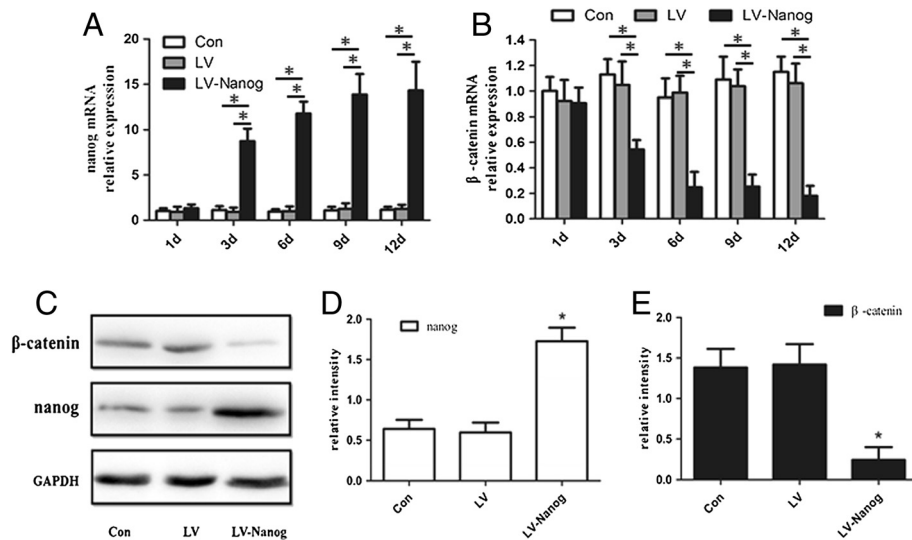 A
Con
LV
LV-Nanog
nanog mRNA
relative expression
20
15
10
5
0
* * * *
* * * *
1d 3d 6d 9d 12d
B
Con LV LV-Nanog
β-catenin mRNA
relative expression
1.4
1.2
1.0
0.8
0.6
0.4
0.2
0.0
* * * *
* * * *
1d 3d 6d 9d 12d
C
β-catenin
nanog
GAPDH
Con LV LV-Nanog
D
nanog
relative intensity
2.0
1.5
1.0
0.5
0.0
*
Con LV LV-Nanog
E
β-catenin
relative intensity
2.0
1.5
1.0
0.5
0.0
*
Con LV LV-Nanog